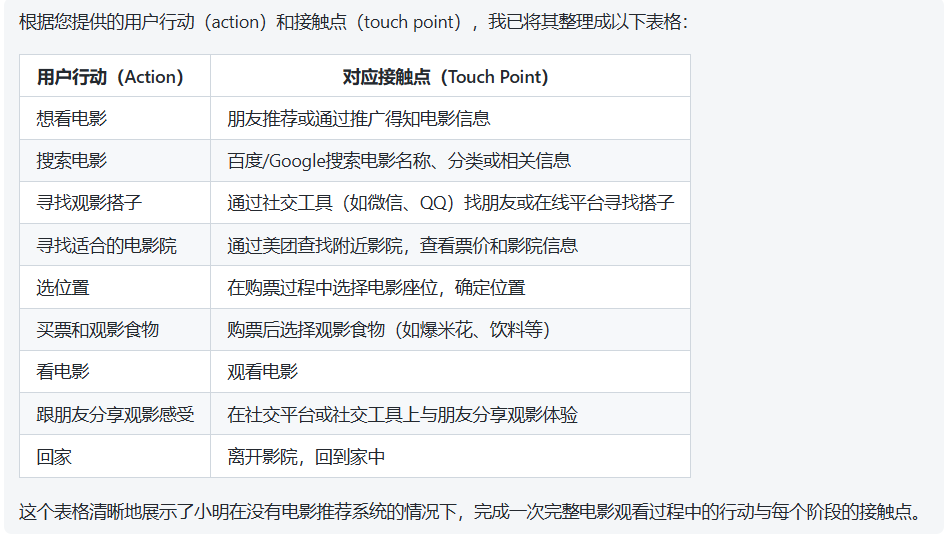 根据您提供的用户行动（action）和接触点（touch point），我已将其整理成以下表格：
用户行动（Action） 对应接触点（Touch Point）
想看电影 朋友推荐或通过推广得知电影信息
搜索电影 百度/Google搜索电影名称、分类或相关信息
寻找观影搭子 通过社交工具（如微信、QQ）找朋友或在线平台寻找搭子
寻找适合的电影院 通过美团查找附近影院，查看票价和影院信息
选位置 在购票过程中选择电影座位，确定位置
买票和观影食物 购票后选择观影食物（如爆米花、饮料等）
看电影 观看电影
跟朋友分享观影感受 在社交平台或社交工具上与朋友分享观影体验
回家 离开影院，回到家中
这个表格清晰地展示了小明在没有电影推荐系统的情况下，完成一次完整电影观看过程中的行动与每个阶段的接触点。